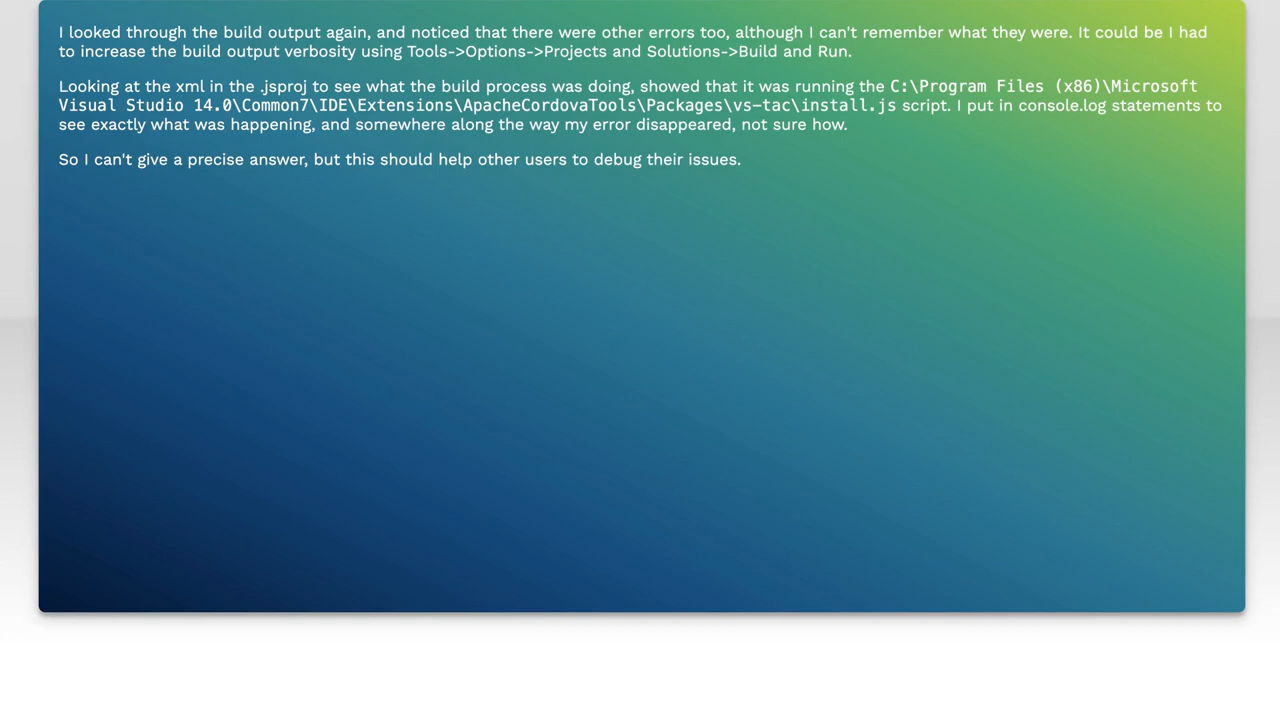 I looked through the build output again, and noticed that there were other errors too, although I can't remember what they were. It could be I had
to increase the build output verbosity using Tools->Options->Projects and Solutions->Build and Run.
Looking at the xml in the .jsproj to see what the build process was doing, showed that it was running the C:\Program Files (x86)\Microsoft
Visual Studio 14.0\Common7\IDE\Extensions\ApacheCordovaTools\Packages\vs-tac\install.js script. I put in console.log statements to
see exactly what was happening, and somewhere along the way my error disappeared, not sure how.
So I can't give a precise answer, but this should help other users to debug their issues.